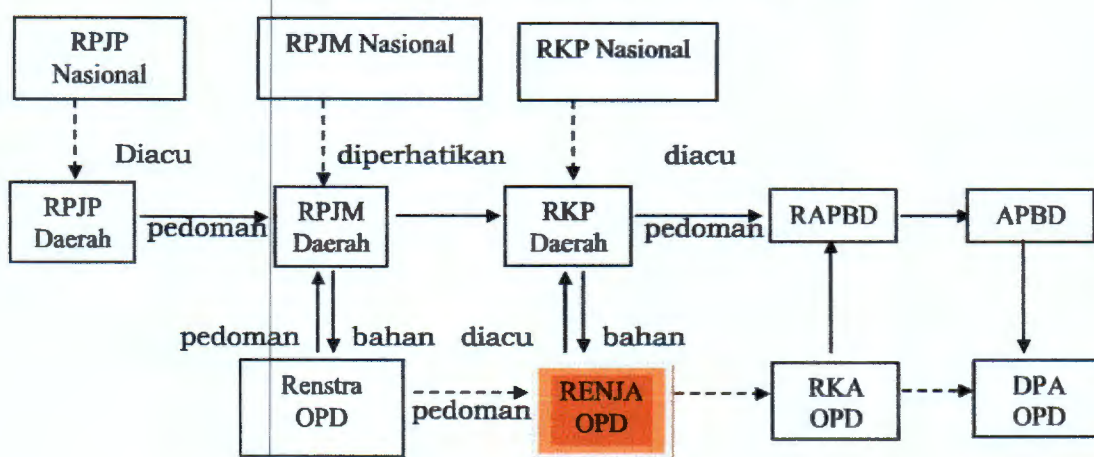 RPJP
Nasional
RPJM Nasional
RKP Nasional
Diacu
diperhatikan
diacu
RPJP
Daerah
pedoman
RPJM
Daerah
RKP
Daerah
pedoman
RAPBD
APBD
pedoman
bahan
diacu
bahan
Renstra
OPD
pedoman
RENJA
OPD
RKA
OPD
DPA
OPD